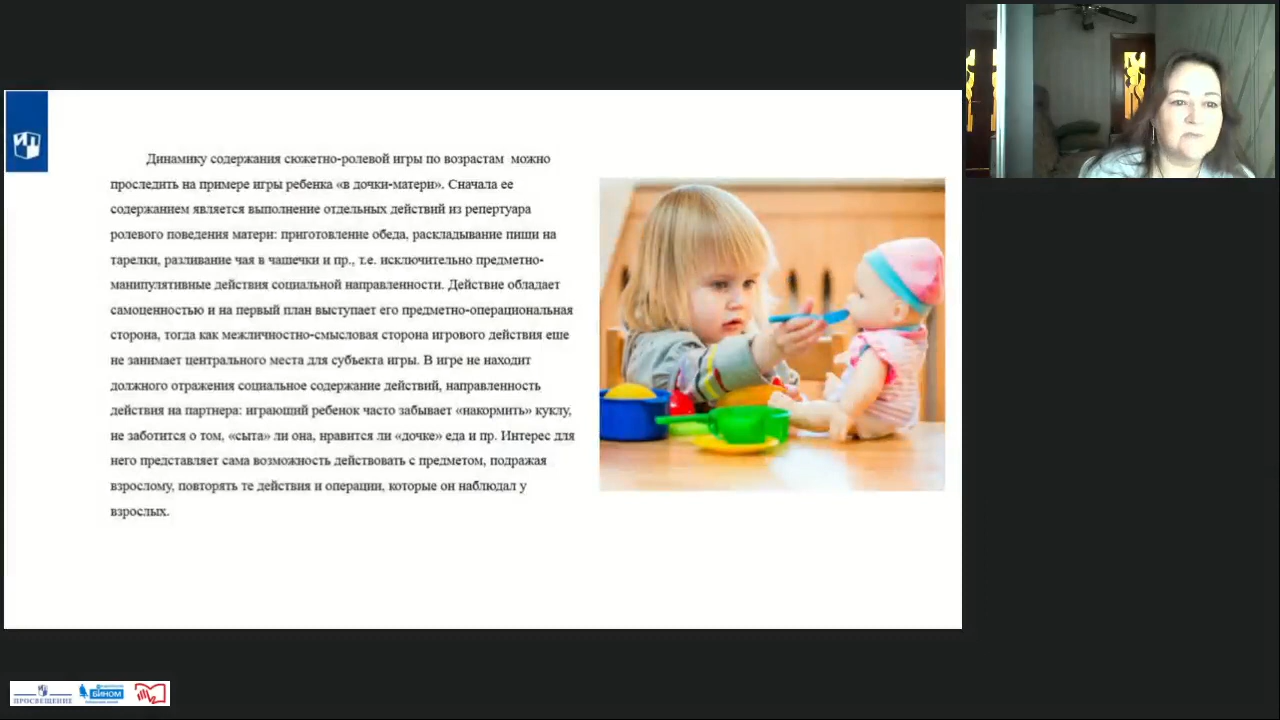 ИП
Динамику содержания сюжетно-ролевой игры по возрастам можно
проследить на примере игры ребенка «в дочки-матери». Сначала ее
содержанием является выполнение отдельных действий из репертуара
ролевого поведения матери: приготовление обеда, раскладывание пищи на
тарелки, разливание чая в чашечки и пр., т.е. исключительно предметно-
манипулятивные действия социальной направленности. Действие обладает
самоценностью и на первый план выступает его предметно-операциональная
сторона, тогда как межличностно-смысловая сторона игрового действия еще
не занимает центрального места для субъекта игры. В игре не находит
должного отражения социальное содержание действий, направленность
действия на партнера: играющий ребенок часто забывает «накормить» куклу,
не заботится о том, «сыта» ли она, нравится ли «дочке» еда и пр. Интерес для
него представляет сама возможность действовать с предметом, подражая
взрослому, повторять те действия и операции, которые он наблюдал у
взрослых.
ПРОСВЕЩЕНИЕ
БИНОМ